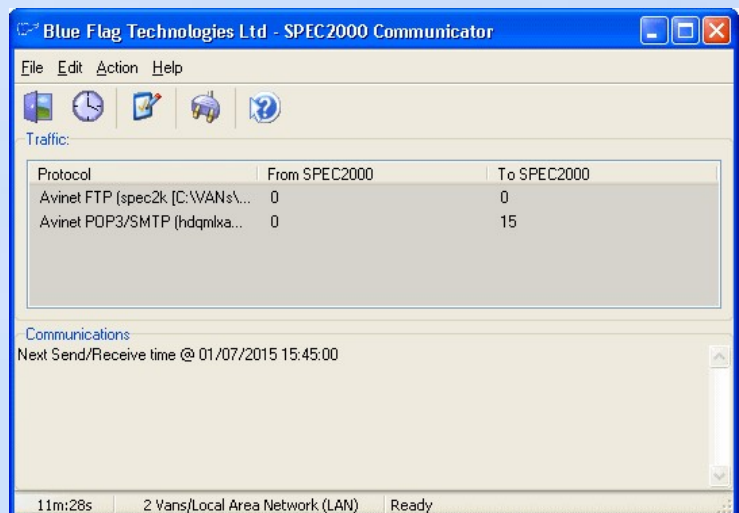 Blue Flag Technologies Ltd - SPEC2000 Communicator
File Edit Action Help
Traffic:
Protocol From SPEC2000 To SPEC2000
Avinet FTP (spec2k [C:\VANs\... 0 0
Avinet POP3/SMTP (hdqmlxa... 0 15
Communications
Next Send/Receive time @ 01/07/2015 15:45:00
11m:28s 2 Vans/Local Area Network (LAN) Ready